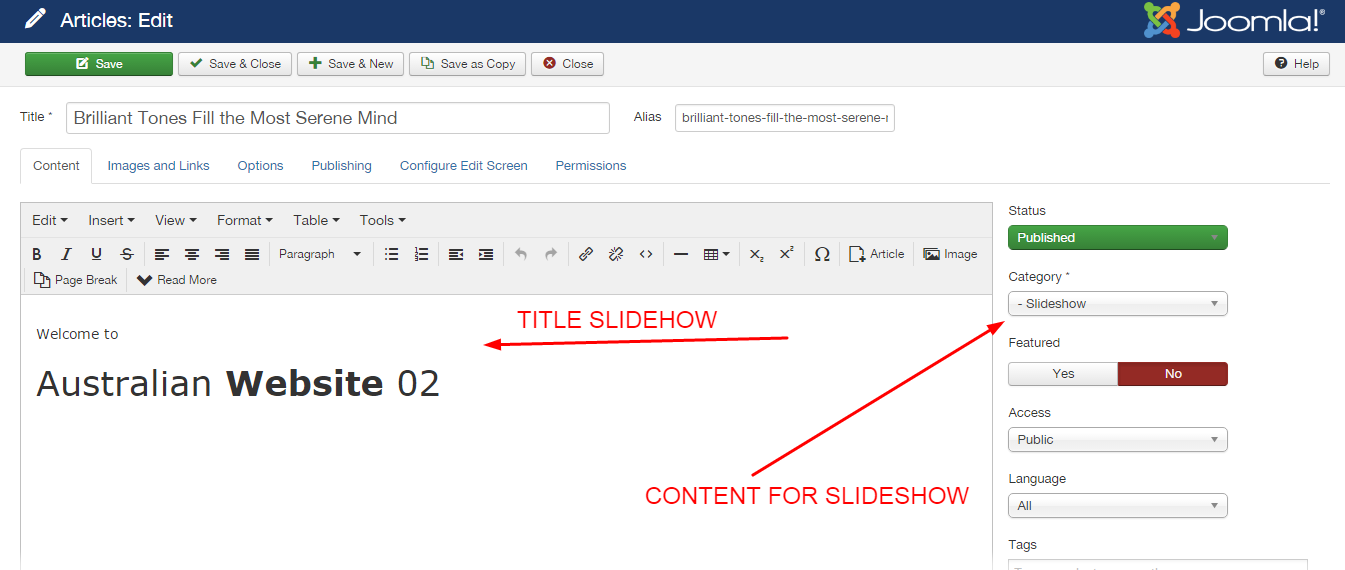 Articles: Edit
Joomla!®
Save
Save & Close
Save & New
Save as Copy
Close
Help
Title *
Brilliant Tones Fill the Most Serene Mind
Alias
brilliant-tones-fill-the-most-serene-
Content
Images and Links
Options
Publishing
Configure Edit Screen
Permissions
Edit
Insert
View
Format
Table
Tools
B I U S
Paragraph
Article
Image
Page Break
Read More
Welcome to
Australian Website 02
TITLE SLIDEHOW
CONTENT FOR SLIDESHOW
Status
Published
Category *
- Slideshow
Featured
Yes
No
Access
Public
Language
All
Tags